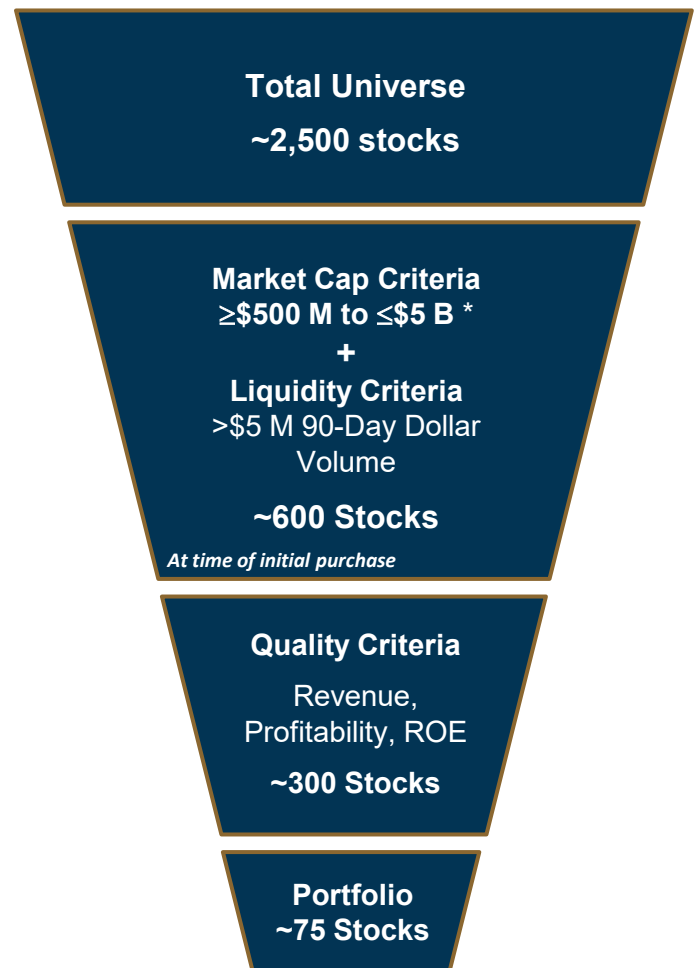 Total Universe
~2,500 stocks
Market Cap Criteria
≥$500 M to ≤$5 B *
+
Liquidity Criteria
>$5 M 90-Day Dollar
Volume
~600 Stocks
At time of initial purchase
Quality Criteria
Revenue,
Profitability, ROE
~300 Stocks
Portfolio
~75 Stocks